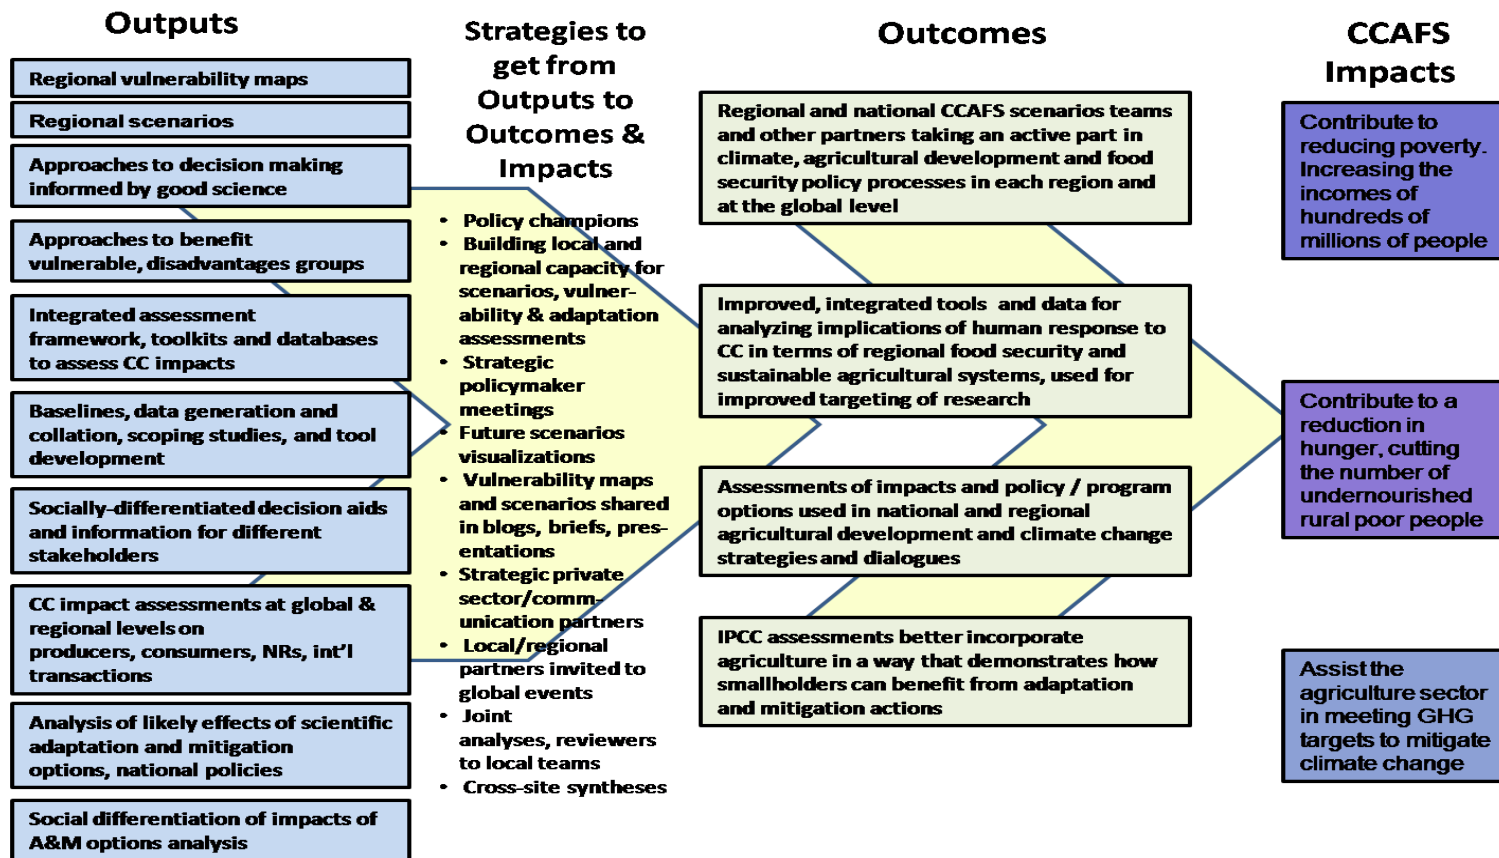 Outputs
Regional vulnerability maps
Regional scenarios
Approaches to decision making
informed by good science
Approaches to benefit
vulnerable, disadvantages groups
Integrated assessment
framework, toolkits and databases
to assess CC impacts
Baselines, data generation and
collation, scoping studies, and tool
development
Socially-differentiated decision aids
and information for different
stakeholders
CC impact assessments at global &
regional levels on
producers, consumers, NRs, int'l
transactions
Analysis of likely effects of scientific
adaptation and mitigation
options, national policies
Social differentiation of impacts of
A&M options analysis
Strategies to
get from
Outputs to
Outcomes &
Impacts
• Policy champions
• Building local and
regional capacity for
scenarios, vulner-
ability & adaptation
assessments
• Strategic
policymaker
meetings
• Future scenarios
visualizations
• Vulnerability maps
and scenarios shared
in blogs, briefs, pres-
entations
• Strategic private
sector/comm-
unication partners
• Local/regional
partners invited to
global events
• Joint
analyses, reviewers
to local teams
• Cross-site syntheses
Outcomes
Regional and national CCAFS scenarios teams
and other partners taking an active part in
climate, agricultural development and food
security policy processes in each region and
at the global level
Improved, integrated tools and data for
analyzing implications of human response to
CC in terms of regional food security and
sustainable agricultural systems, used for
improved targeting of research
Assessments of impacts and policy / program
options used in national and regional
agricultural development and climate change
strategies and dialogues
IPCC assessments better incorporate
agriculture in a way that demonstrates how
smallholders can benefit from adaptation
and mitigation actions
CCAFS
Impacts
Contribute to
reducing poverty.
Increasing the
incomes of
hundreds of
millions of people
Contribute to a
reduction in
hunger, cutting
the number of
undernourished
rural poor people
Assist the
agriculture sector
in meeting GHG
targets to mitigate
climate change